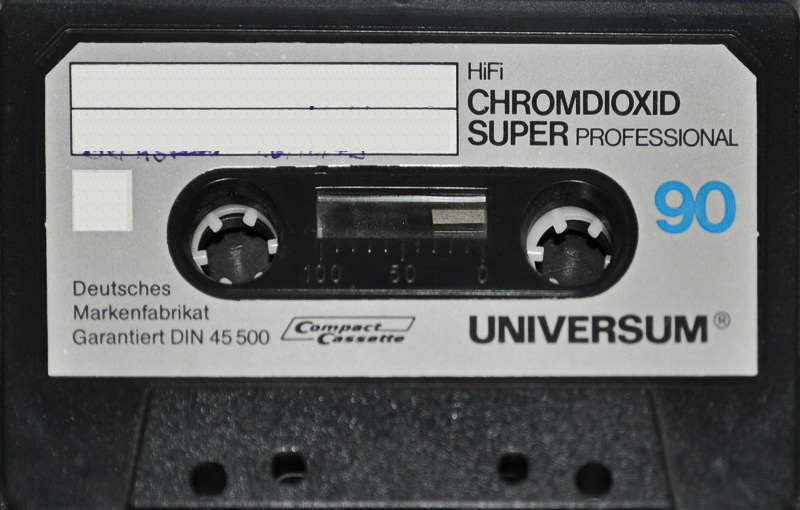 HiFi
CHROMDIOXID
SUPER PROFESSIONAL
90
100 50 0
Deutsches
Markenfabrikat
Garantiert DIN 45 500
Compact
Cassette
UNIVERSUM®